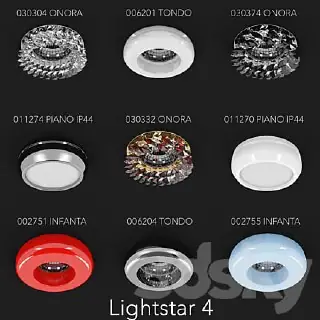 030304 ONORA 006201 TONDO 030374 ONORA
011274 PIANO IP44 030332 ONORA 011270 PIANO IP44
002751 INFANTA 006204 TONDO 002755 INFANTA
3dsky
Lightstar 4